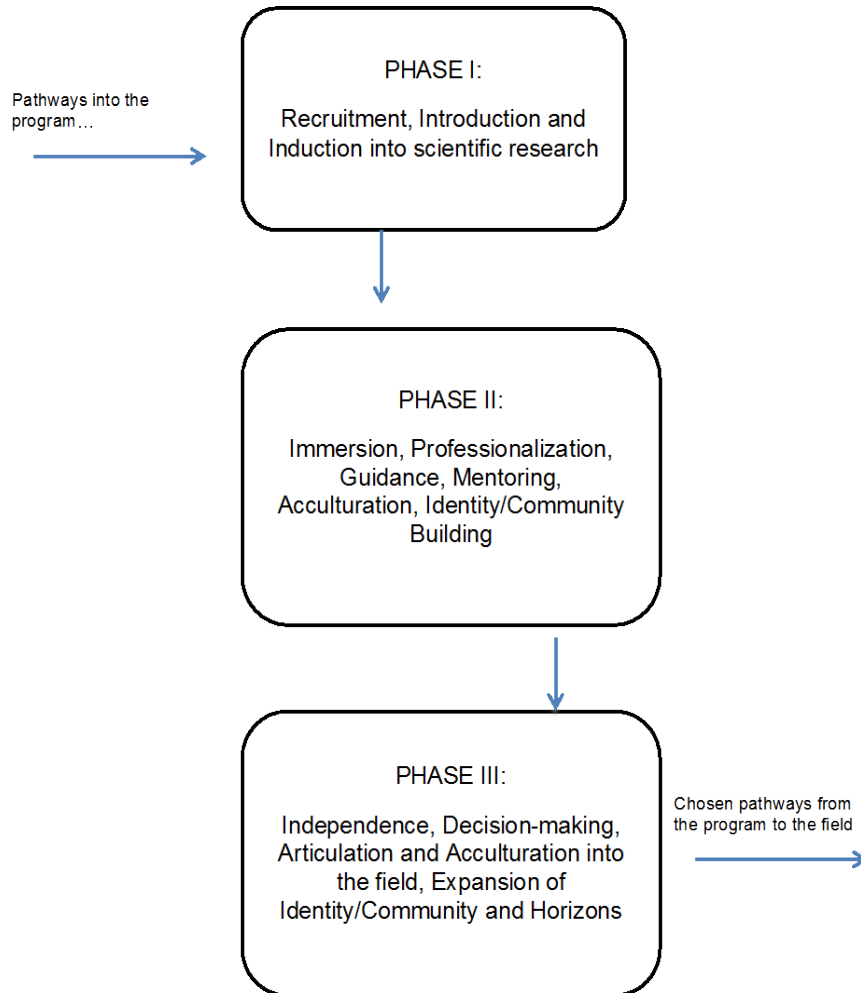 PHASE I:
Pathways into the
program…
Recruitment, Introduction and
Induction into scientific research
PHASE II:
Immersion, Professionalization,
Guidance, Mentoring,
Acculturation, Identity/Community
Building
PHASE III:
Independence, Decision-making,
Articulation and Acculturation into
the field, Expansion of
Identity/Community and Horizons
Chosen pathways from
the program to the field